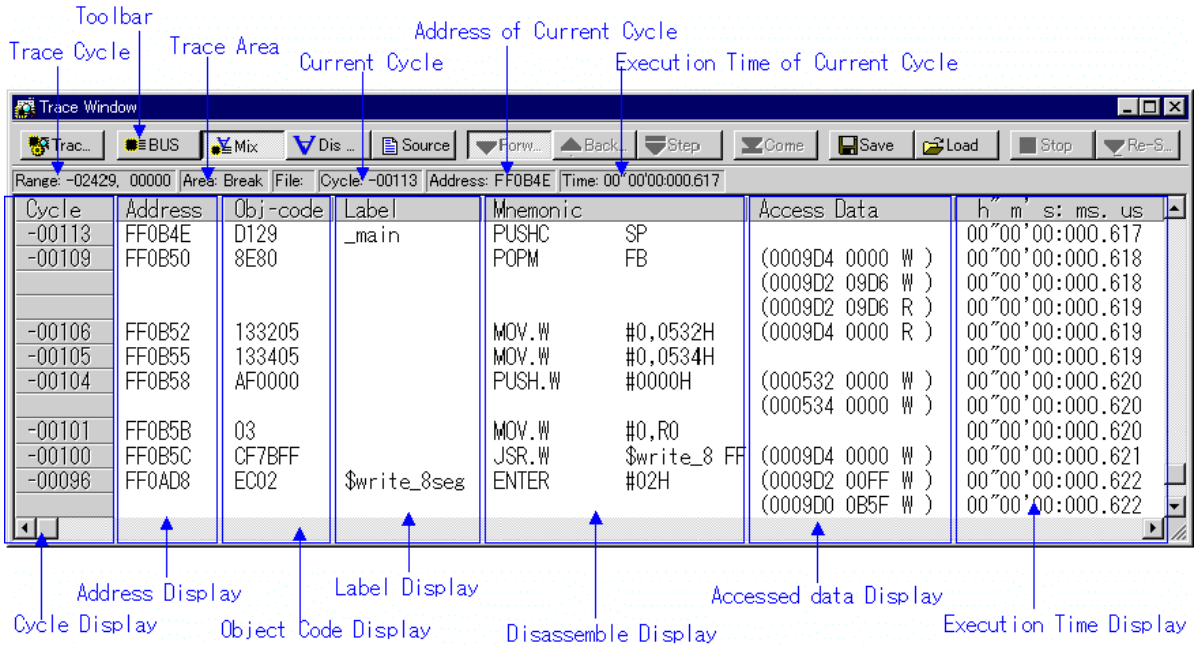 Toolbar
Trace Cycle
Trace Area
Current Cycle
Address of Current Cycle
Execution Time of Current Cycle
Trace Window
Trac... BUS Mix Dis ... Source Forw... Back... Step Come Save Load Stop Re-S...
Range: -02429, 00000 Area: Break File: Cycle: -00113 Address: FF0B4E Time: 00"00'00:000.617
Cycle Address Obj-code Label Mnemonic Access Data h" m' s: ms. us
-00113 FF0B4E D129 _main PUSHC SP 00"00'00:000.617
-00109 FF0B50 8E80 POPM FB (0009D4 0000 W ) 00"00'00:000.618
(0009D2 09D6 W ) 00"00'00:000.618
(0009D2 09D6 R ) 00"00'00:000.619
-00106 FF0B52 133205 MOV.W #0,0532H (0009D4 0000 R ) 00"00'00:000.619
-00105 FF0B55 133405 MOV.W #0,0534H 00"00'00:000.619
-00104 FF0B58 AF0000 PUSH.W #0000H (000532 0000 W ) 00"00'00:000.620
(000534 0000 W ) 00"00'00:000.620
-00101 FF0B5B 03 MOV.W #0,R0 00"00'00:000.620
-00100 FF0B5C CF7BFF JSR.W $write_8 FF (0009D4 0000 W ) 00"00'00:000.621
-00096 FF0AD8 EC02 $write_8seg ENTER #02H (0009D2 00FF W ) 00"00'00:000.622
(0009D0 0B5F W ) 00"00'00:000.622
Address Display
Label Display
Accessed data Display
Cycle Display
Object Code Display
Disassemble Display
Execution Time Display